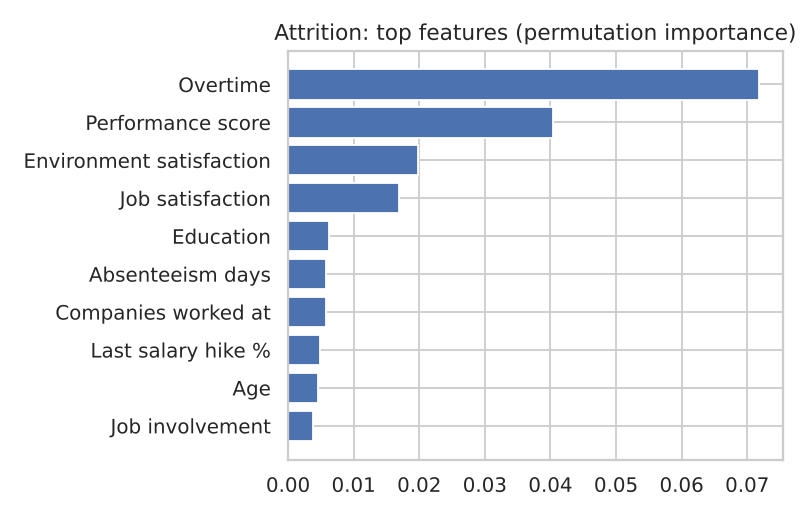 Attrition: top features (permutation importance)
Overtime
Performance score
Environment satisfaction
Job satisfaction
Education
Absenteeism days
Companies worked at
Last salary hike %
Age
Job involvement
0.00 0.01 0.02 0.03 0.04 0.05 0.06 0.07